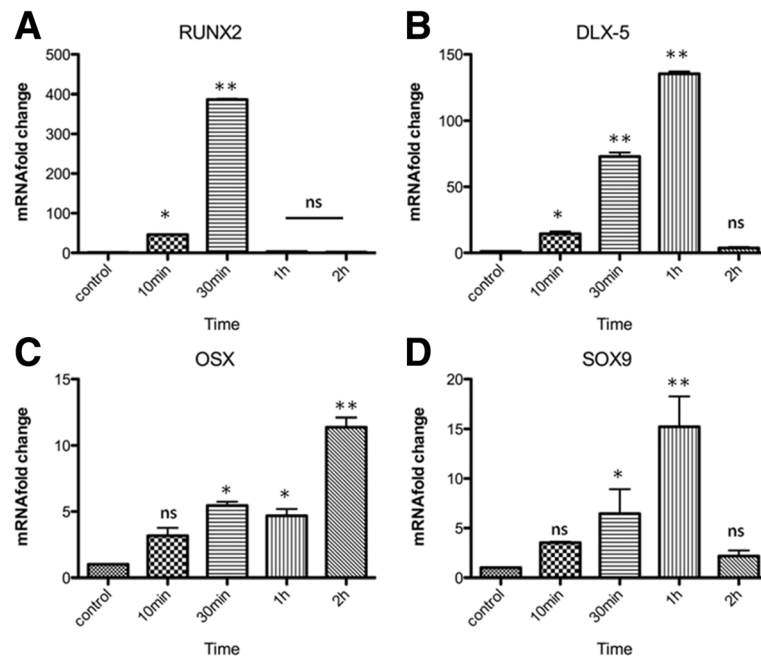 A
RUNX2
mRNAfold change
500
400
300
200
100
0
*
**
ns
control
10min
30min
1h
2h
Time
B
DLX-5
mRNAfold change
150
100
50
0
*
**
**
ns
control
10min
30min
1h
2h
Time
C
OSX
mRNAfold change
15
10
5
0
ns
*
*
**
control
10min
30min
1h
2h
Time
D
SOX9
mRNAfold change
20
15
10
5
0
ns
*
**
ns
control
10min
30min
1h
2h
Time